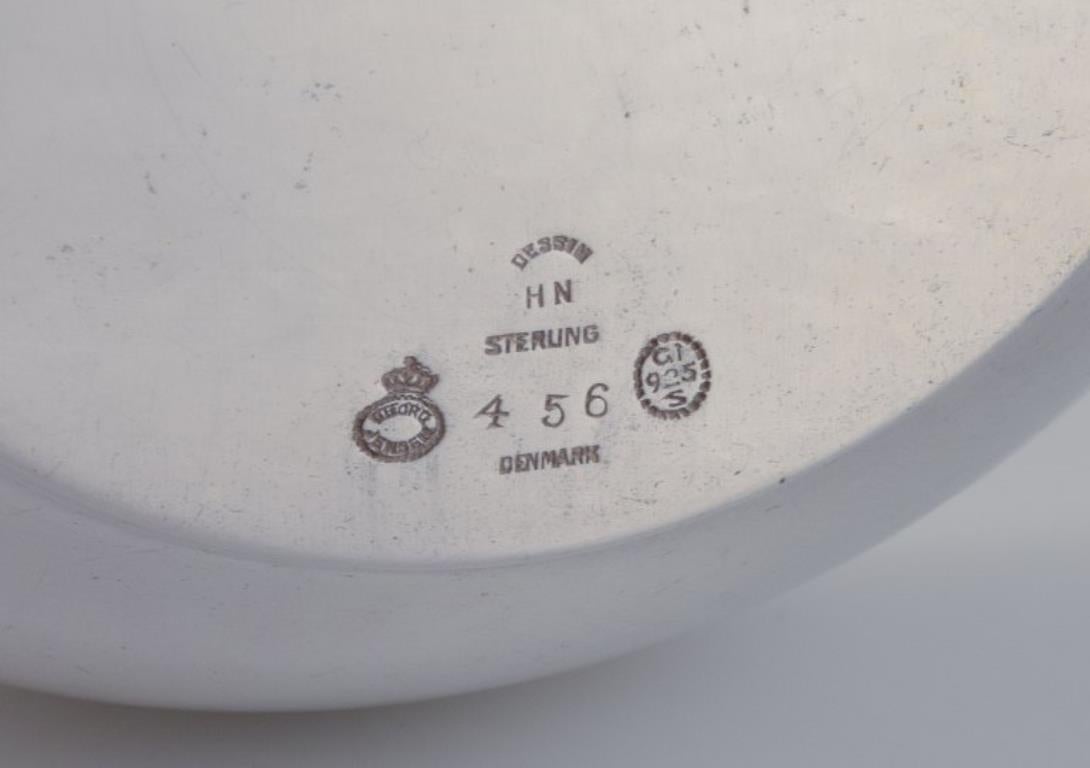 DESSIN
HN
STERLING
GEORG
JENSEN
456
DENMARK
GI
925
S